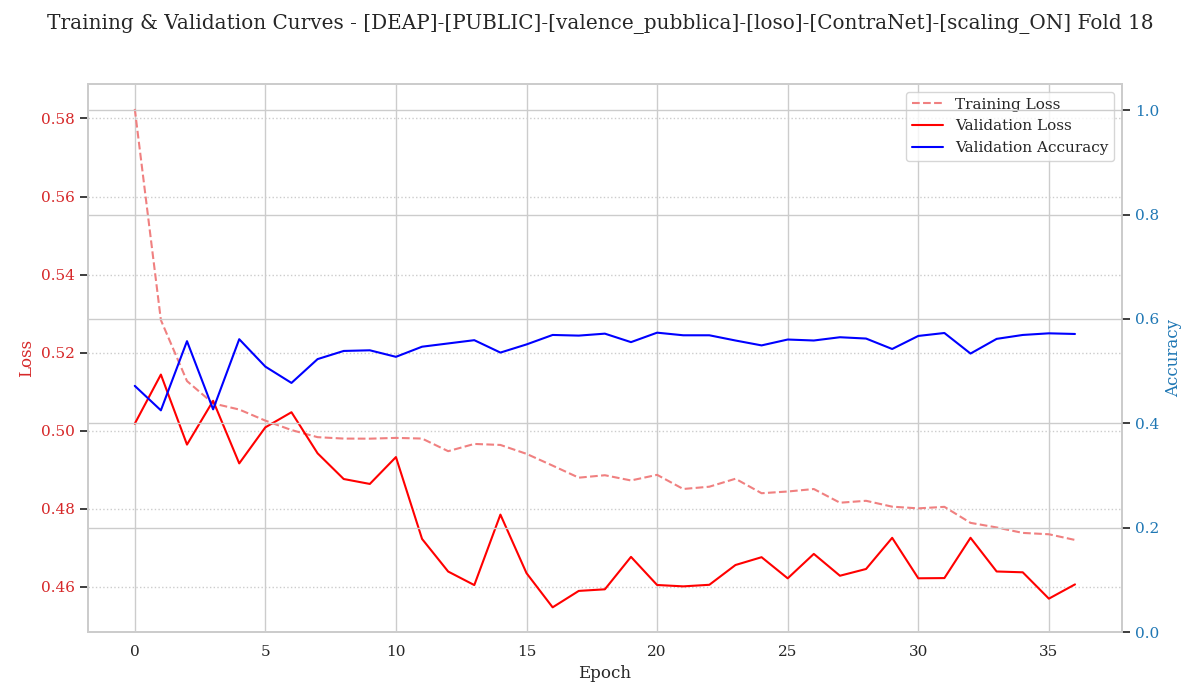 Training & Validation Curves - [DEAP]-[PUBLIC]-[valence_pubblica]-[loso]-[ContraNet]-[scaling_ON] Fold 18
Training Loss
Validation Loss
Validation Accuracy
Loss
0.58
0.56
0.54
0.52
0.50
0.48
0.46
1.0
0.8
0.6
0.4
0.2
0.0
Accuracy
0 5 10 15 20 25 30 35
Epoch